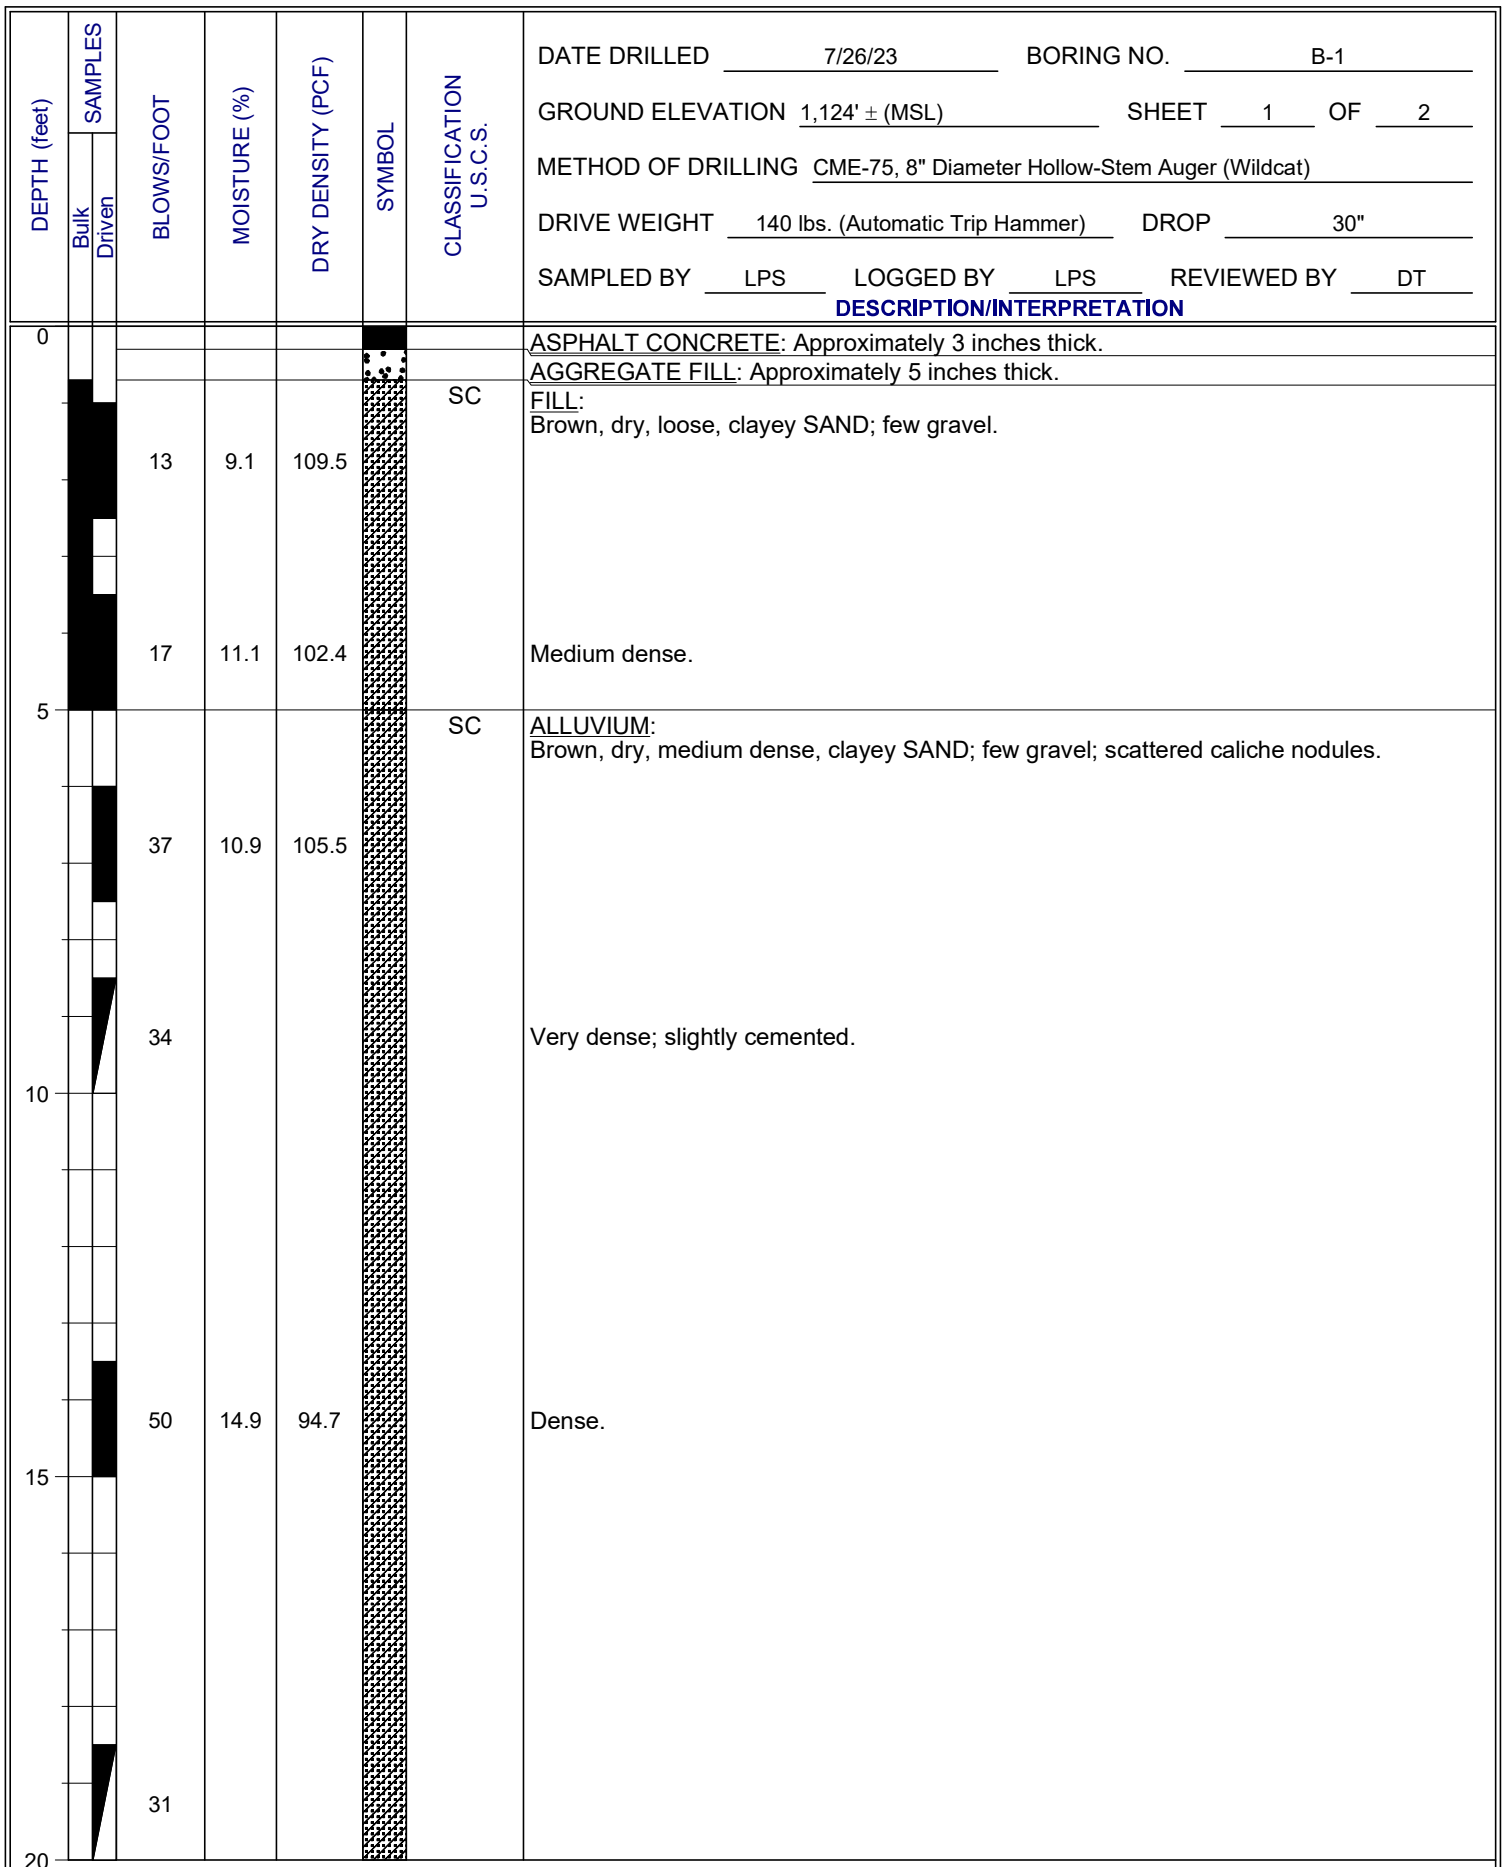 DEPTH (feet)
SAMPLES
Bulk
Driven
BLOWS/FOOT
MOISTURE (%)
DRY DENSITY (PCF)
SYMBOL
CLASSIFICATION
U.S.C.S.
DATE DRILLED 7/26/23 BORING NO. B-1
GROUND ELEVATION 1,124' ± (MSL) SHEET 1 OF 2
METHOD OF DRILLING CME-75, 8" Diameter Hollow-Stem Auger (Wildcat)
DRIVE WEIGHT 140 lbs. (Automatic Trip Hammer) DROP 30"
SAMPLED BY LPS LOGGED BY LPS REVIEWED BY DT
DESCRIPTION/INTERPRETATION
0 ASPHALT CONCRETE: Approximately 3 inches thick.
AGGREGATE FILL: Approximately 5 inches thick.
SC FILL:
Brown, dry, loose, clayey SAND; few gravel.
13 9.1 109.5
17 11.1 102.4 Medium dense.
5 SC ALLUVIUM:
Brown, dry, medium dense, clayey SAND; few gravel; scattered caliche nodules.
37 10.9 105.5
34 Very dense; slightly cemented.
10
50 14.9 94.7 Dense.
15
31
20